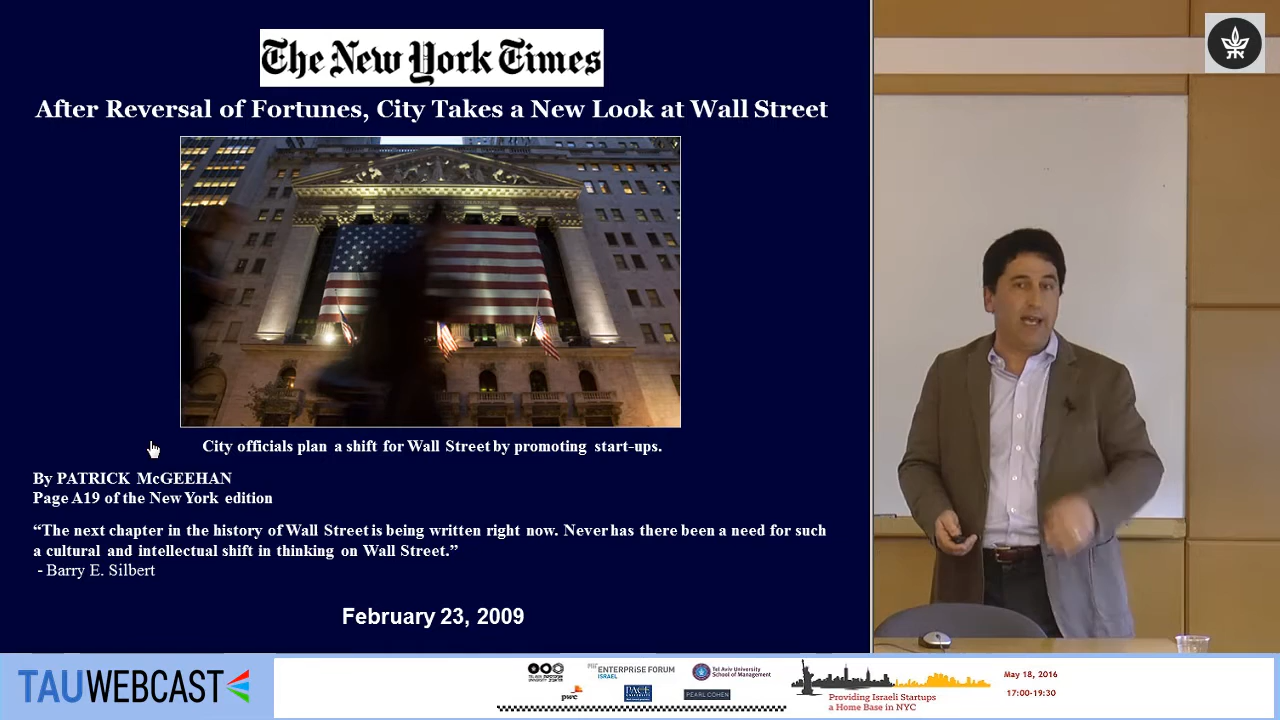 The New York Times
After Reversal of Fortunes, City Takes a New Look at Wall Street
City officials plan a shift for Wall Street by promoting start-ups.
By PATRICK McGEEHAN
Page A19 of the New York edition
“The next chapter in the history of Wall Street is being written right now. Never has there been a need for such
a cultural and intellectual shift in thinking on Wall Street.”
- Barry E. Silbert
February 23, 2009
TAUWEBCAST
MIT ENTERPRISE FORUM
ISRAEL
Tel Aviv University
School of Management
pwc
PACE
PEARL COHEN
Providing Israeli Startups
a Home Base in NYC
May 18, 2016
17:00-19:30